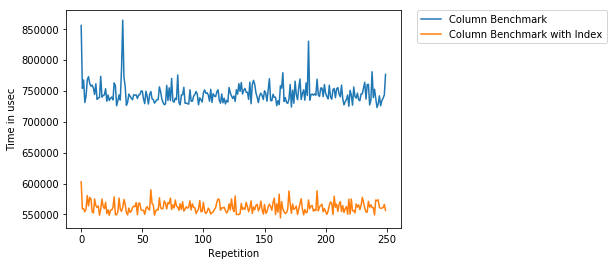 Column Benchmark
Column Benchmark with Index
Time in usec
850000
800000
750000
700000
650000
600000
550000
0 50 100 150 200 250
Repetition